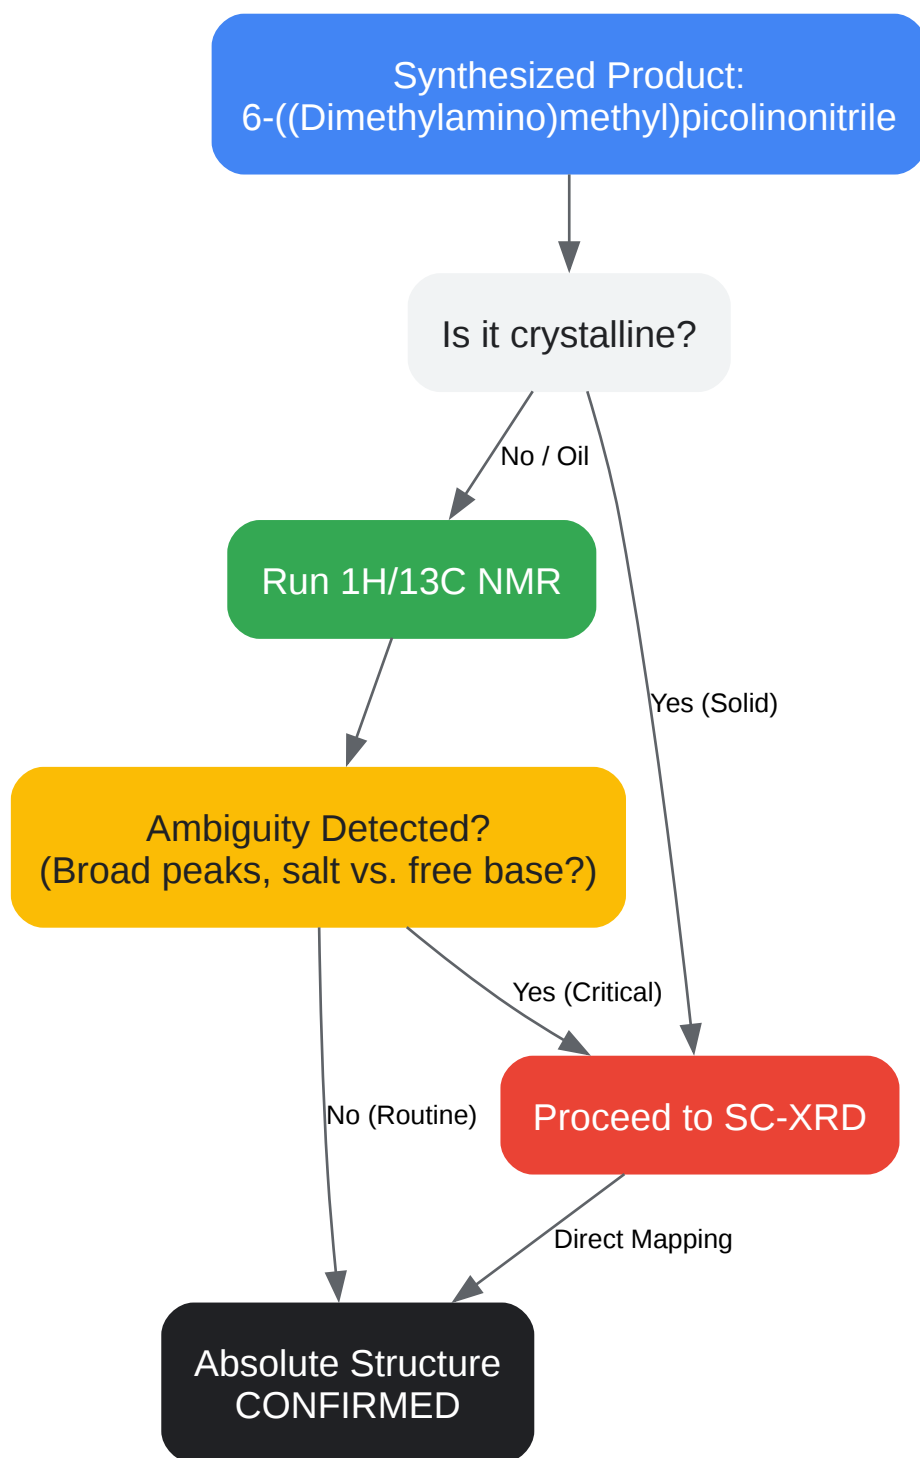 Synthesized Product:
6-((Dimethylamino)methyl)picolinonitrile
Is it crystalline?
No / Oil
Run 1H/13C NMR
Yes (Solid)
Ambiguity Detected?
(Broad peaks, salt vs. free base?)
Yes (Critical)
No (Routine)
Proceed to SC-XRD
Direct Mapping
Absolute Structure
CONFIRMED